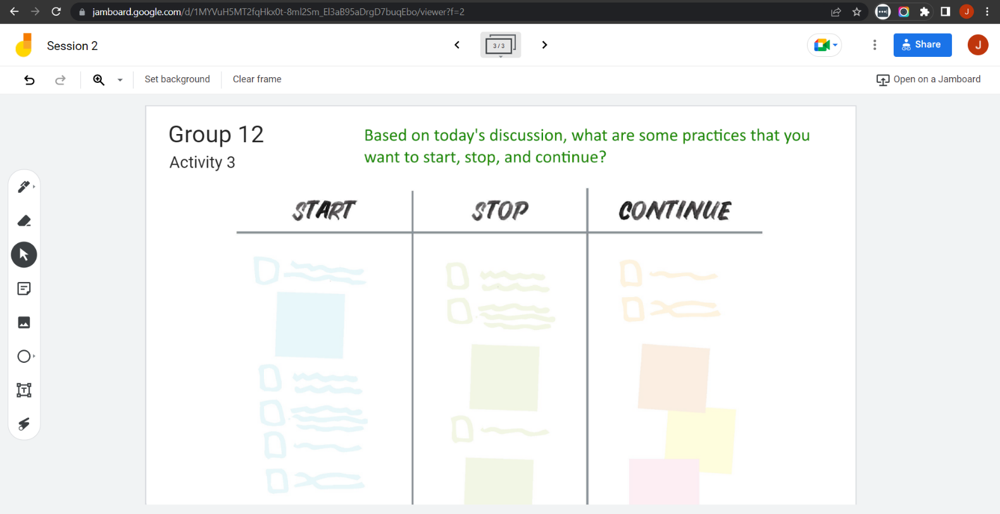 jamboard.google.com/d/1MYVuH5MT2fqHkx0t-8ml2Sm_El3aB95aDrgD7buqEbo/viewer?f=2
J
Session 2
3 / 3
Share
J
Set background
Clear frame
Open on a Jamboard
Group 12
Activity 3
Based on today's discussion, what are some practices that you
want to start, stop, and continue?
START
STOP
CONTINUE